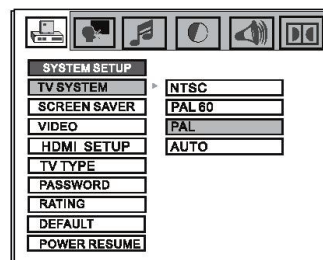 SYSTEM SETUP
TV SYSTEM
SCREEN SAVER
VIDEO
HDMI SETUP
TV TYPE
PASSWORD
RATING
DEFAULT
POWER RESUME
NTSC
PAL 60
PAL
AUTO